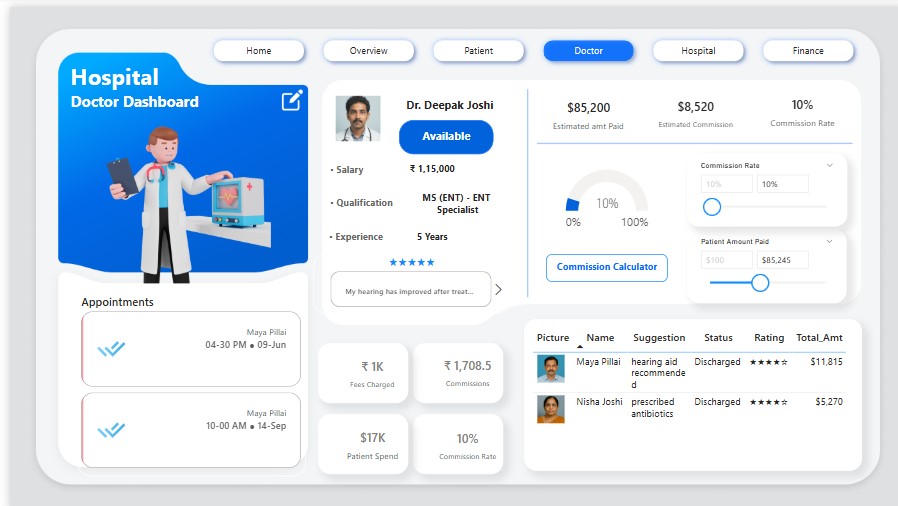 Home
Overview
Patient
Doctor
Hospital
Finance
Hospital
Doctor Dashboard
Appointments
Maya Pillai
04-30 PM ● 09-Jun
Maya Pillai
10-00 AM ● 14-Sep
Dr. Deepak Joshi
Available
• Salary
₹ 1,15,000
• Qualification
MS (ENT) - ENT
Specialist
• Experience
5 Years
★★★★★
My hearing has improved after treat...
₹ 1K
Fees Charged
₹ 1,708.5
Commissions
$17K
Patient Spend
10%
Commission Rate
$85,200
Estimated amt Paid
$8,520
Estimated Commission
10%
Commission Rate
10%
0%
100%
Commission Calculator
Commission Rate
10%
10%
Patient Amount Paid
$100
$85,245
Picture Name Suggestion Status Rating Total_Amt
Maya Pillai hearing aid Discharged ★★★★☆ $11,815
recommende
d
Nisha Joshi prescribed Discharged ★★★★☆ $5,270
antibiotics